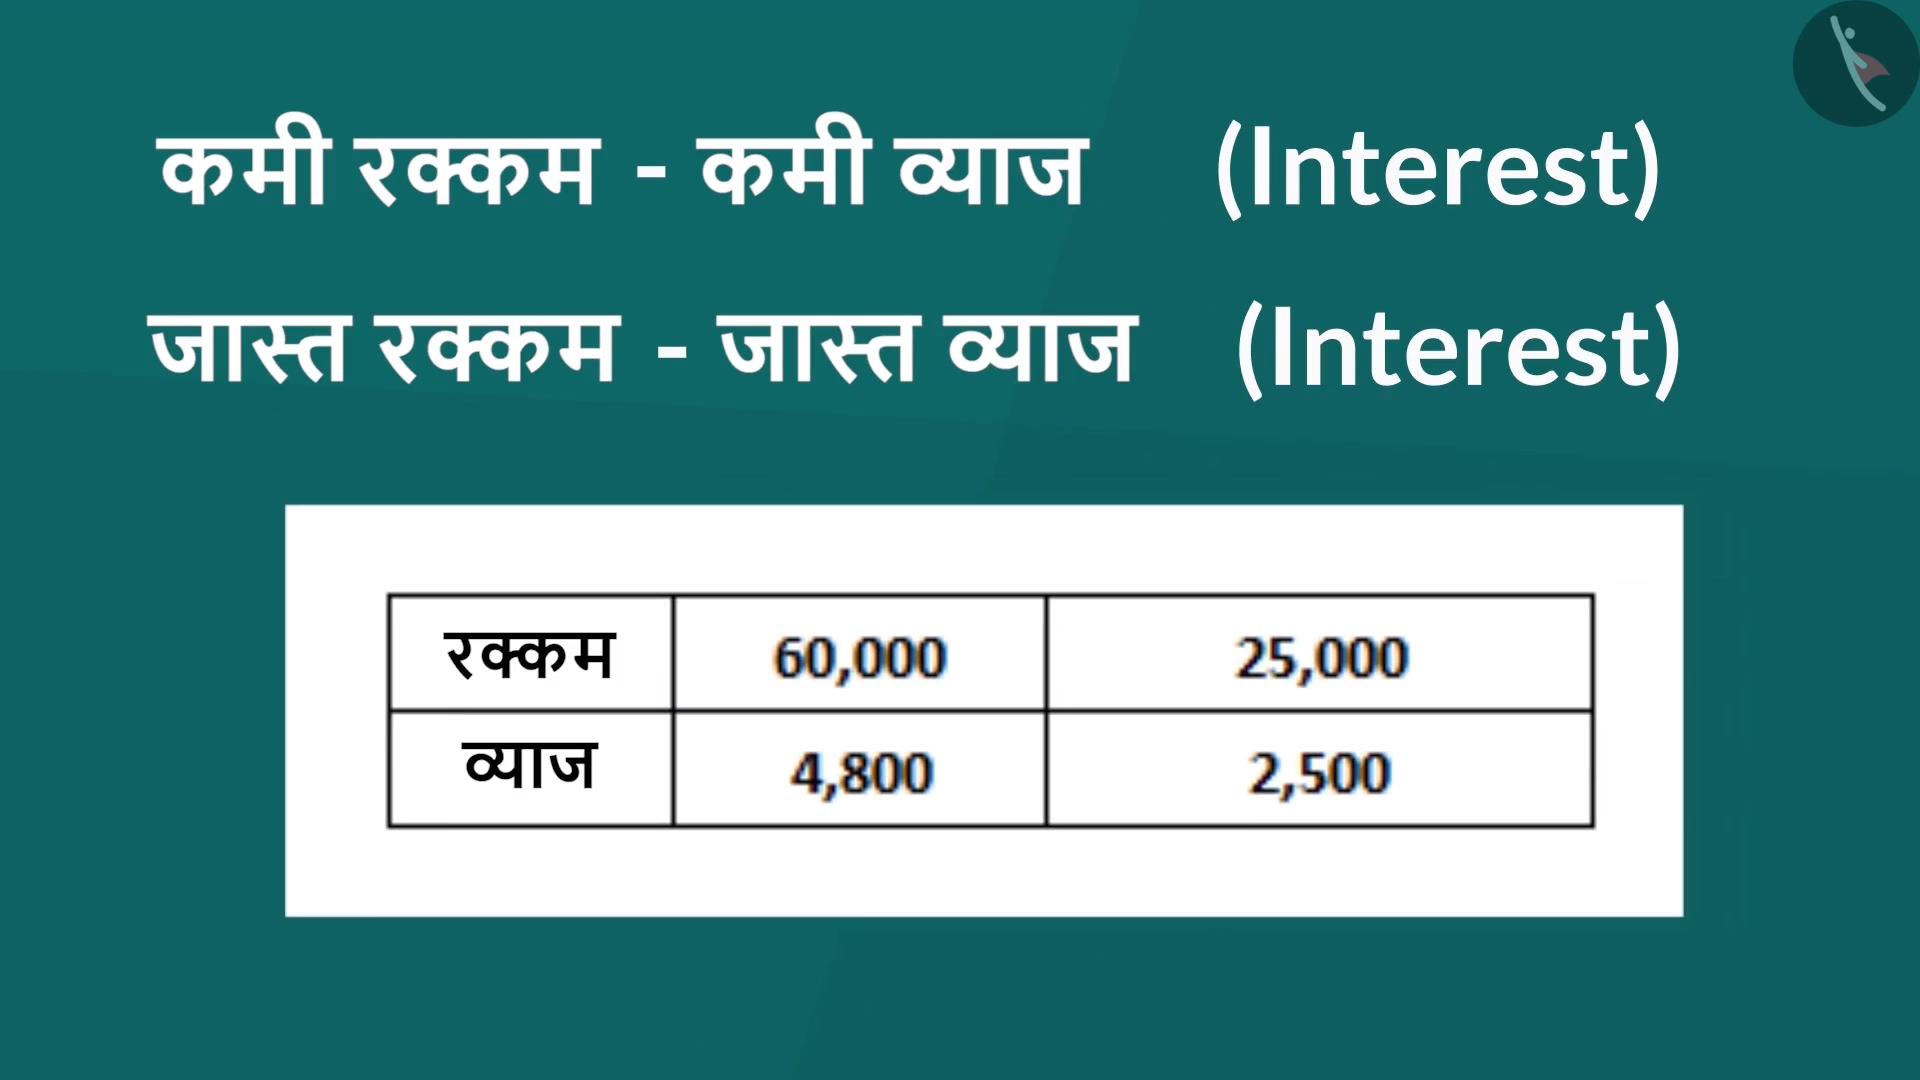 कमी रक्कम - कमी व्याज (Interest)
जास्त रक्कम - जास्त व्याज (Interest)
रक्कम 60,000 25,000
व्याज 4,800 2,500